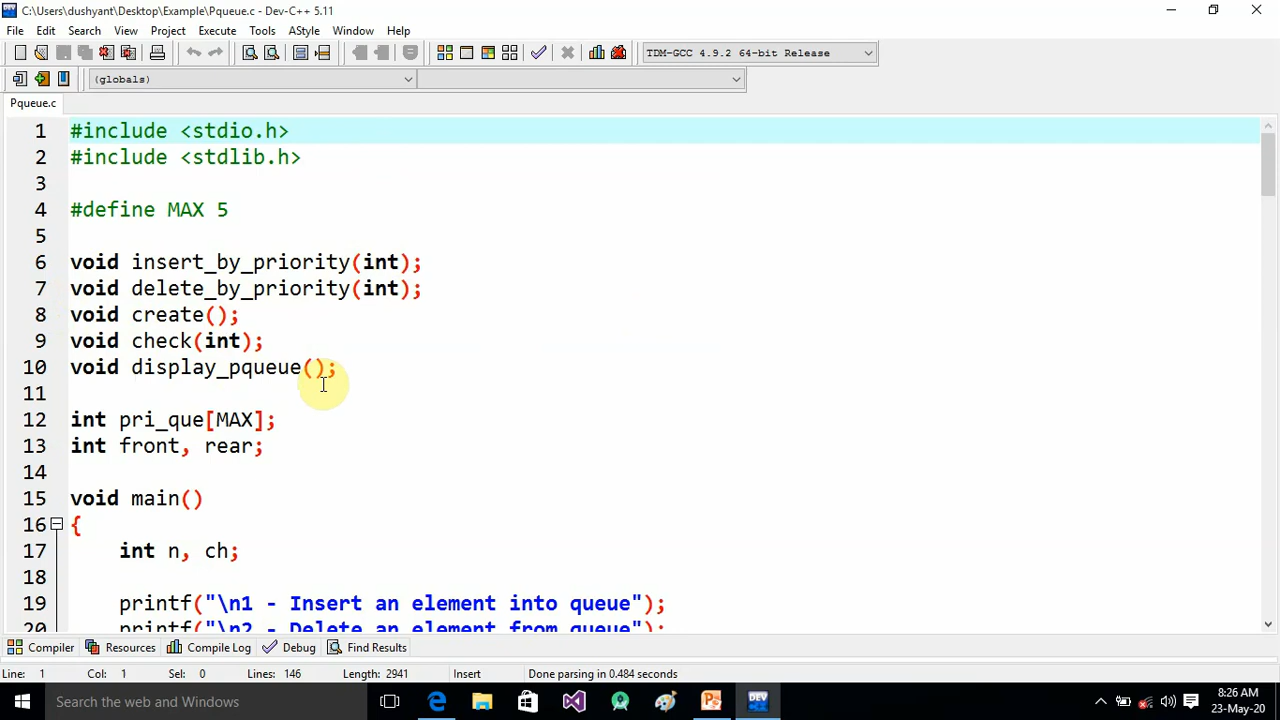 C:\Users\dushyant\Desktop\Example\Pqueue.c - Dev-C++ 5.11
File Edit Search View Project Execute Tools AStyle Window Help
TDM-GCC 4.9.2 64-bit Release
(globals)
Pqueue.c
1 #include <stdio.h>
2 #include <stdlib.h>
3
4 #define MAX 5
5
6 void insert_by_priority(int);
7 void delete_by_priority(int);
8 void create();
9 void check(int);
10 void display_pqueue();
11
12 int pri_que[MAX];
13 int front, rear;
14
15 void main()
16 {
17 int n, ch;
18
19 printf("\n1 - Insert an element into queue");
20 printf("\n2 - Delete an element from queue");
Compiler Resources Compile Log Debug Find Results
Line: 1 Col: 1 Sel: 0 Lines: 146 Length: 2941 Insert Done parsing in 0.484 seconds
Search the web and Windows
DEV
8:26 AM
23-May-20